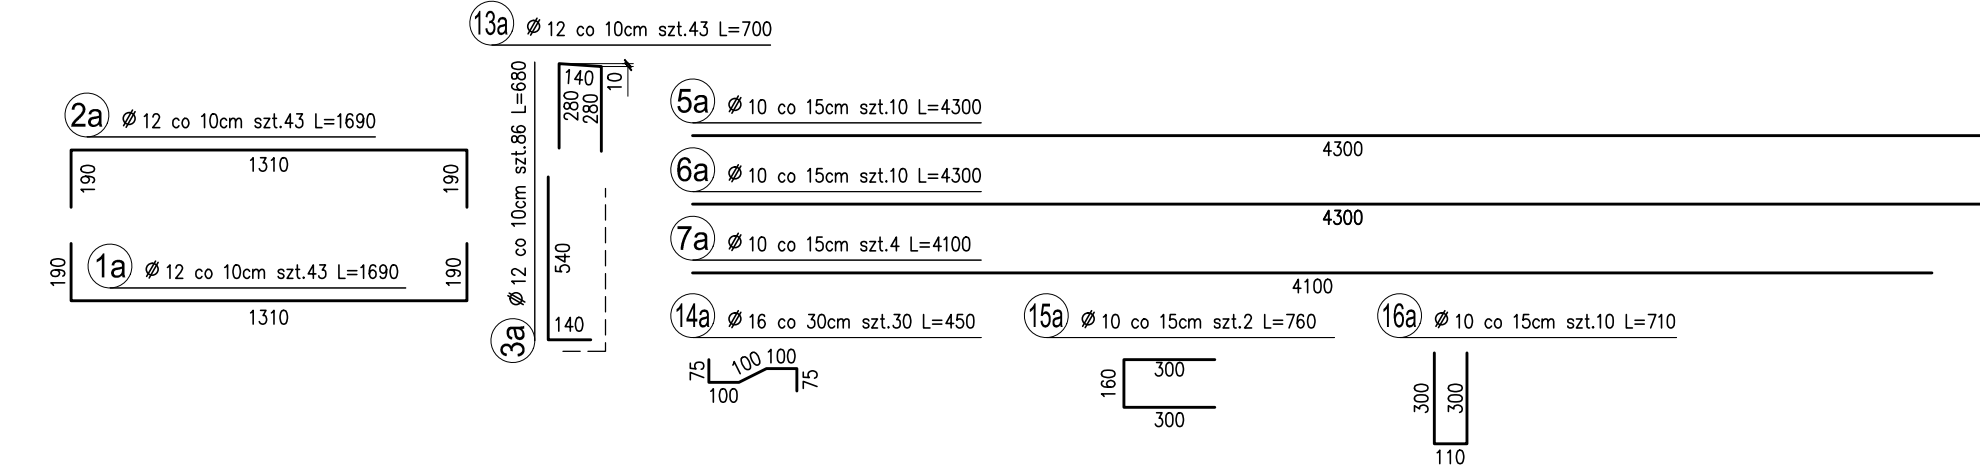 13a Ø 12 co 10cm szt.43 L=700
140
10
280
280
2a Ø 12 co 10cm szt.43 L=1690
1310
190
190
1a Ø 12 co 10cm szt.43 L=1690
190
190
1310
3a Ø 12 co 10cm szt.86 L=680
540
140
5a Ø 10 co 15cm szt.10 L=4300
4300
6a Ø 10 co 15cm szt.10 L=4300
4300
7a Ø 10 co 15cm szt.4 L=4100
4100
14a Ø 16 co 30cm szt.30 L=450
75
100
100
100
75
15a Ø 10 co 15cm szt.2 L=760
300
160
300
16a Ø 10 co 15cm szt.10 L=710
300
300
110